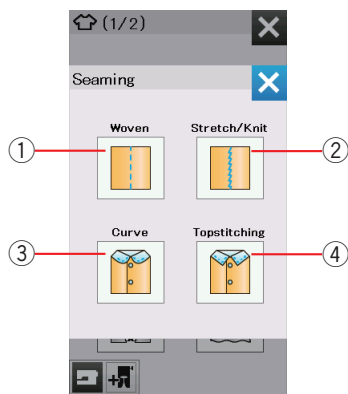 (1/2)
Seaming
Woven Stretch/Knit
1 2
Curve Topstitching
3 4